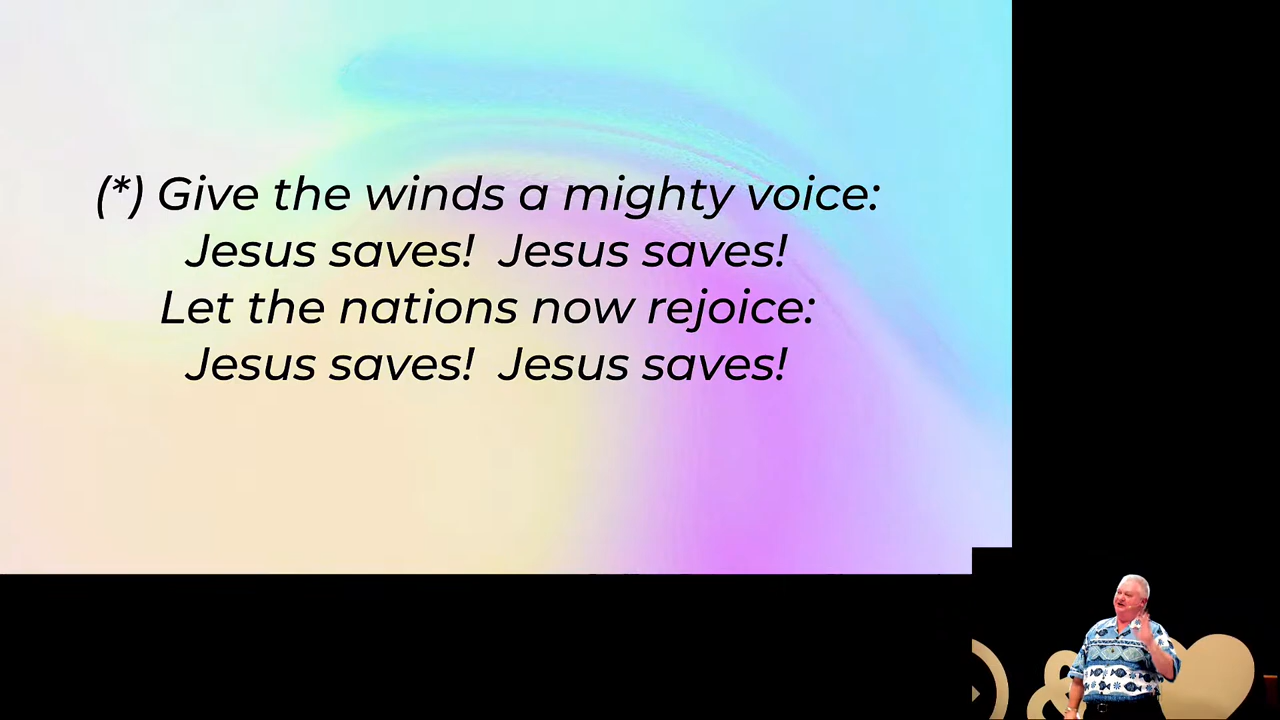 (*) Give the winds a mighty voice:
Jesus saves!  Jesus saves!
Let the nations now rejoice:
Jesus saves!  Jesus saves!
&